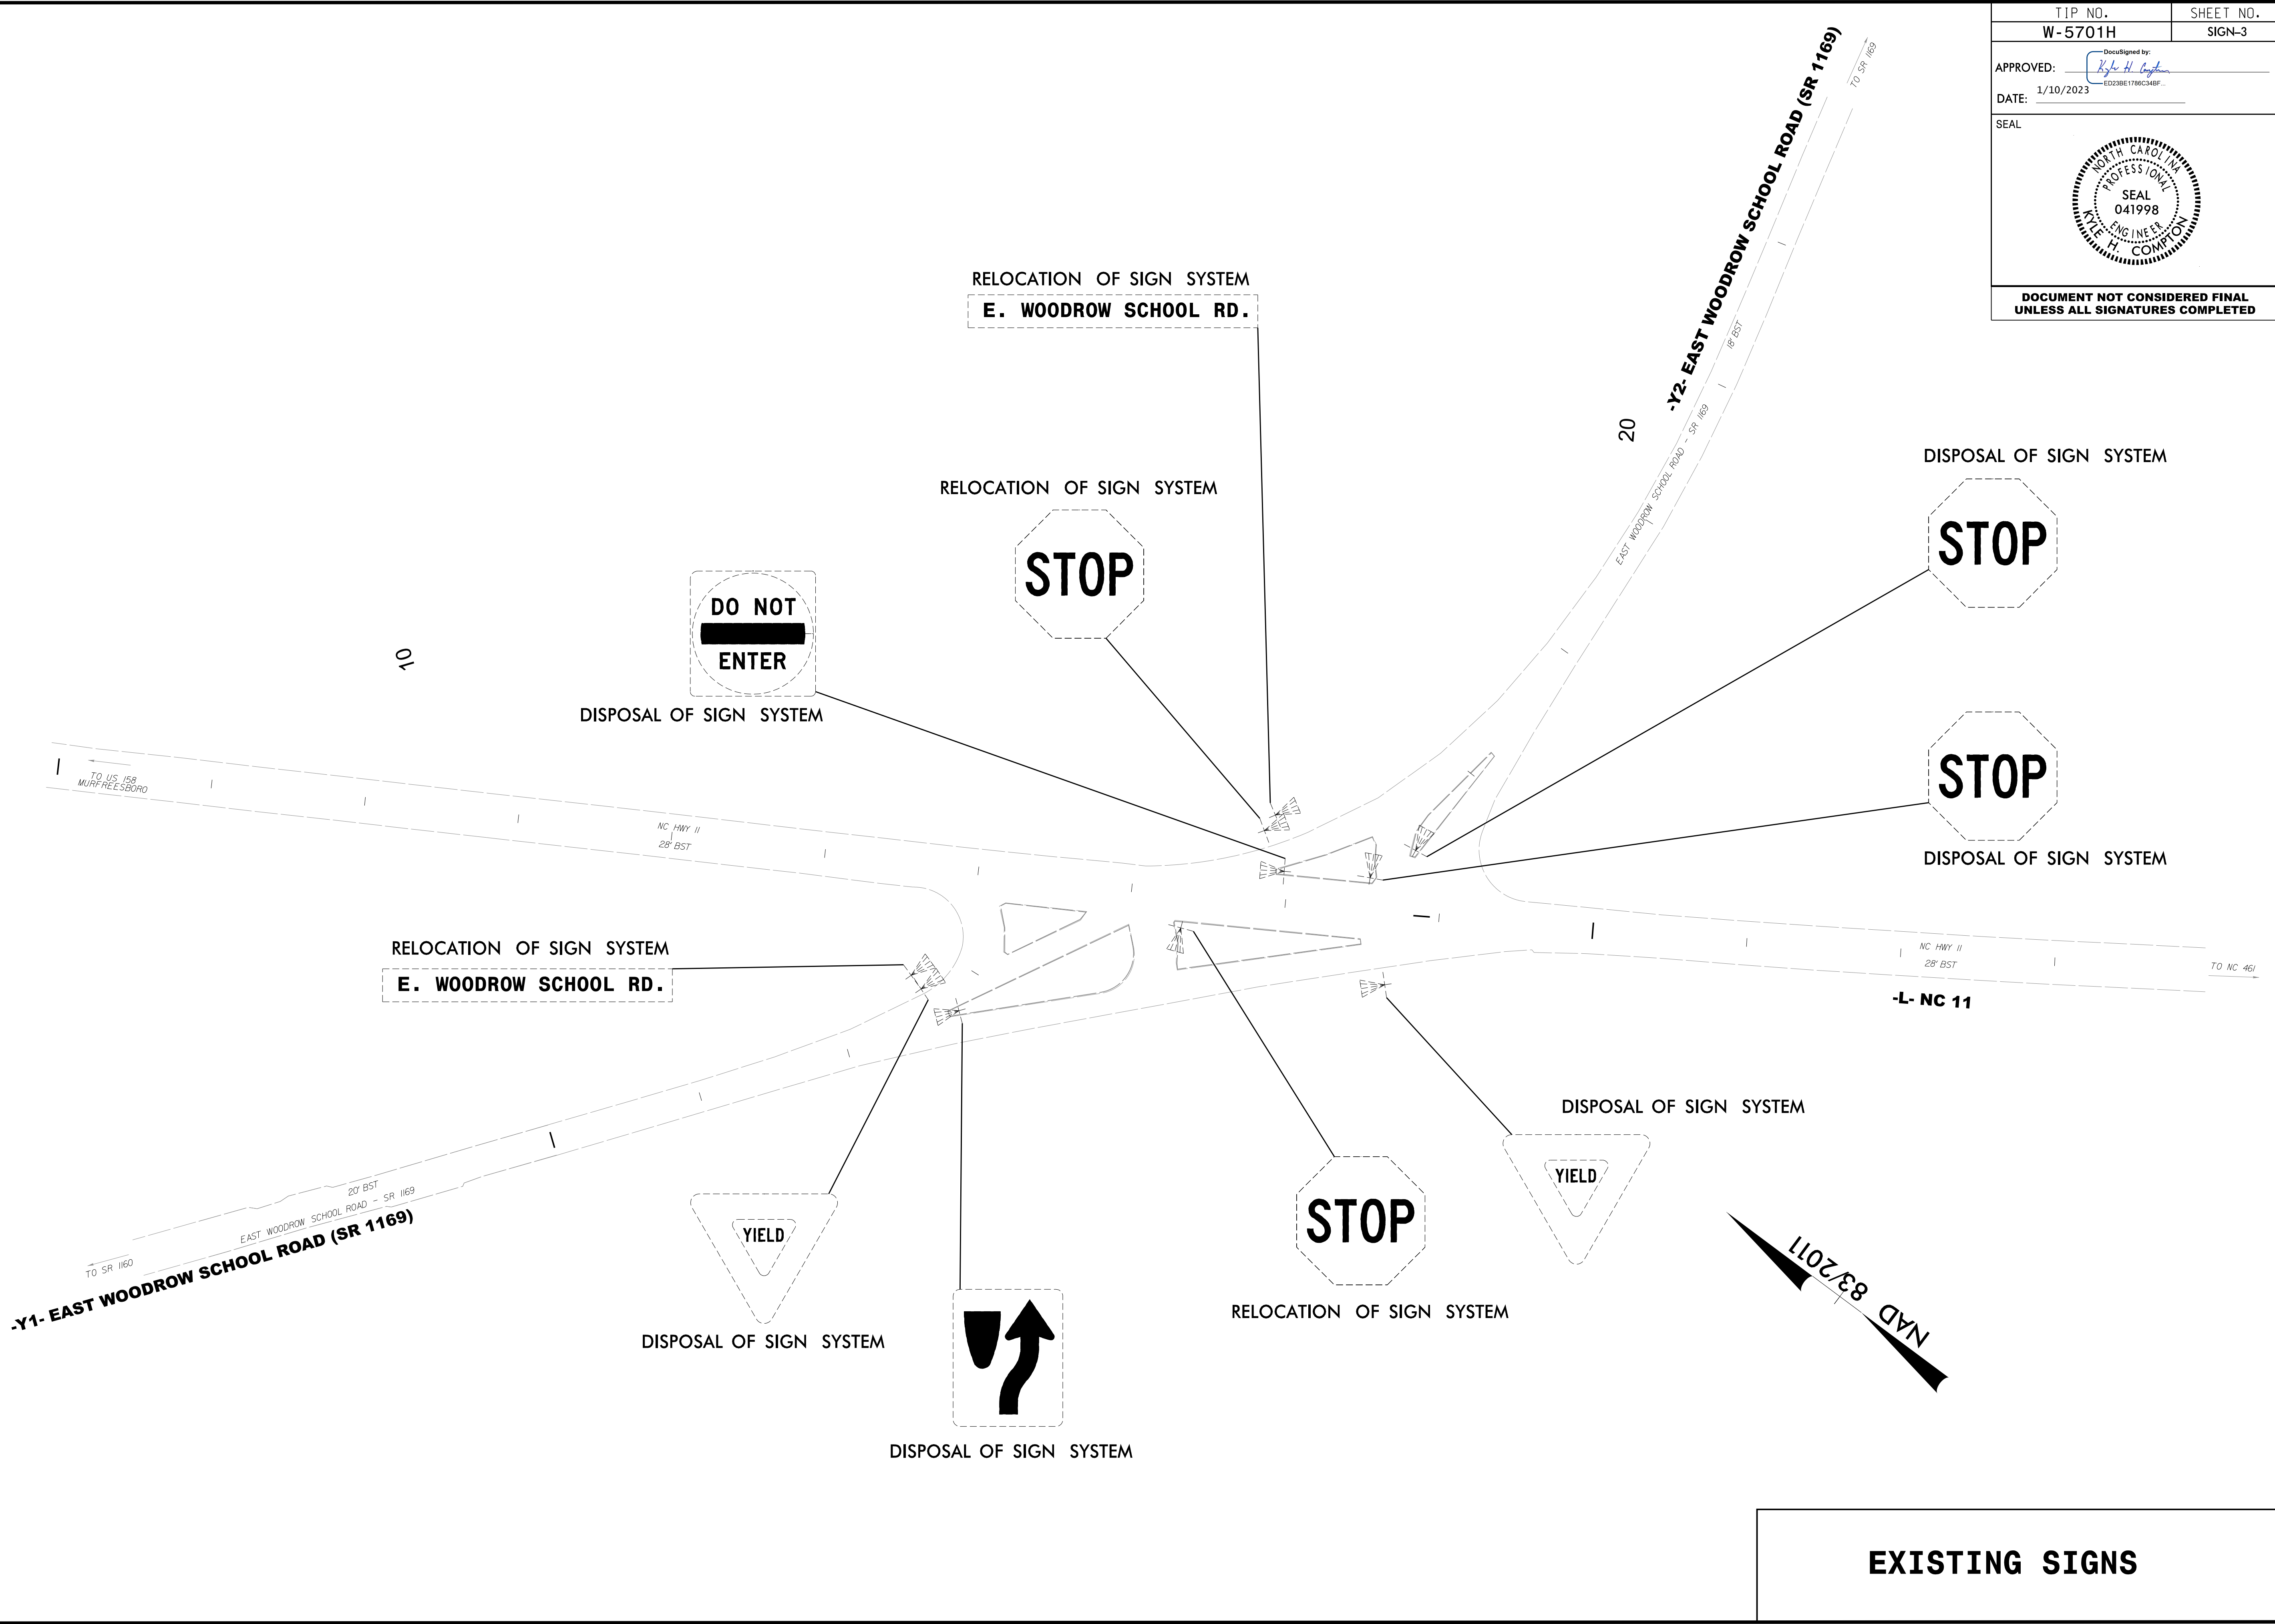 TIP NO. SHEET NO.
W-5701H SIGN-3
DocuSigned by:
APPROVED: Kyle H. Compton
ED23BE1786C34BF...
1/10/2023
DATE:
SEAL
NORTH CAROLINA
PROFESSIONAL
SEAL
041998
ENGINEER
KYLE H. COMPTON
DOCUMENT NOT CONSIDERED FINAL
UNLESS ALL SIGNATURES COMPLETED
-Y2- EAST WOODROW SCHOOL ROAD (SR 1169)
TO SR 1169
18' BST
EAST WOODROW SCHOOL ROAD - SR 1169
20
RELOCATION OF SIGN SYSTEM
E. WOODROW SCHOOL RD.
RELOCATION OF SIGN SYSTEM
STOP
DISPOSAL OF SIGN SYSTEM
STOP
DO NOT
ENTER
DISPOSAL OF SIGN SYSTEM
10
STOP
DISPOSAL OF SIGN SYSTEM
TO US 158
MURFREESBORO
NC HWY 11
28' BST
RELOCATION OF SIGN SYSTEM
E. WOODROW SCHOOL RD.
NC HWY 11
28' BST
TO NC 461
-L- NC 11
DISPOSAL OF SIGN SYSTEM
YIELD
20' BST
EAST WOODROW SCHOOL ROAD - SR 1169
TO SR 1160
-Y1- EAST WOODROW SCHOOL ROAD (SR 1169)
YIELD
DISPOSAL OF SIGN SYSTEM
STOP
RELOCATION OF SIGN SYSTEM
NAD 83/2011
DISPOSAL OF SIGN SYSTEM
EXISTING SIGNS